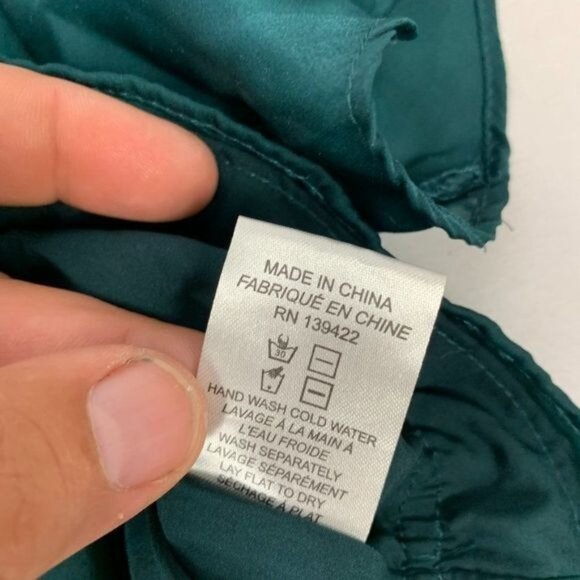 MADE IN CHINA
FABRIQUÉ EN CHINE
RN 139422
30
HAND WASH COLD WATER
LAVAGE À LA MAIN À
L'EAU FROIDE
WASH SEPARATELY
LAVAGE SÉPARÉMENT
LAY FLAT TO DRY
SÉCHAGE À PLAT